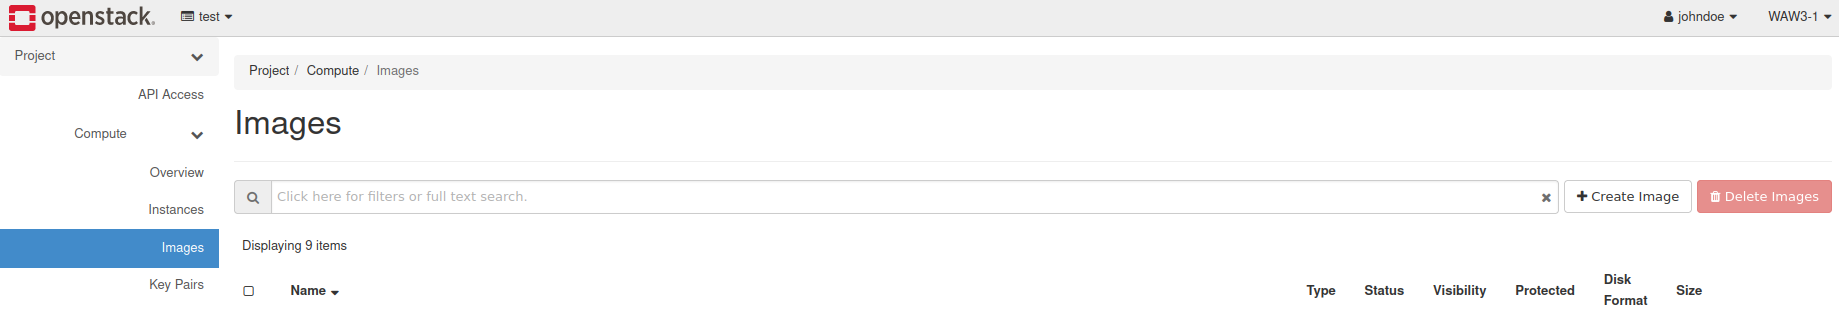 openstack.
test
johndoe
WAW3-1
Project
API Access
Compute
Overview
Instances
Images
Key Pairs
Project / Compute / Images
Images
Click here for filters or full text search.
Create Image
Delete Images
Displaying 9 items
Name
Type
Status
Visibility
Protected
Disk
Format
Size